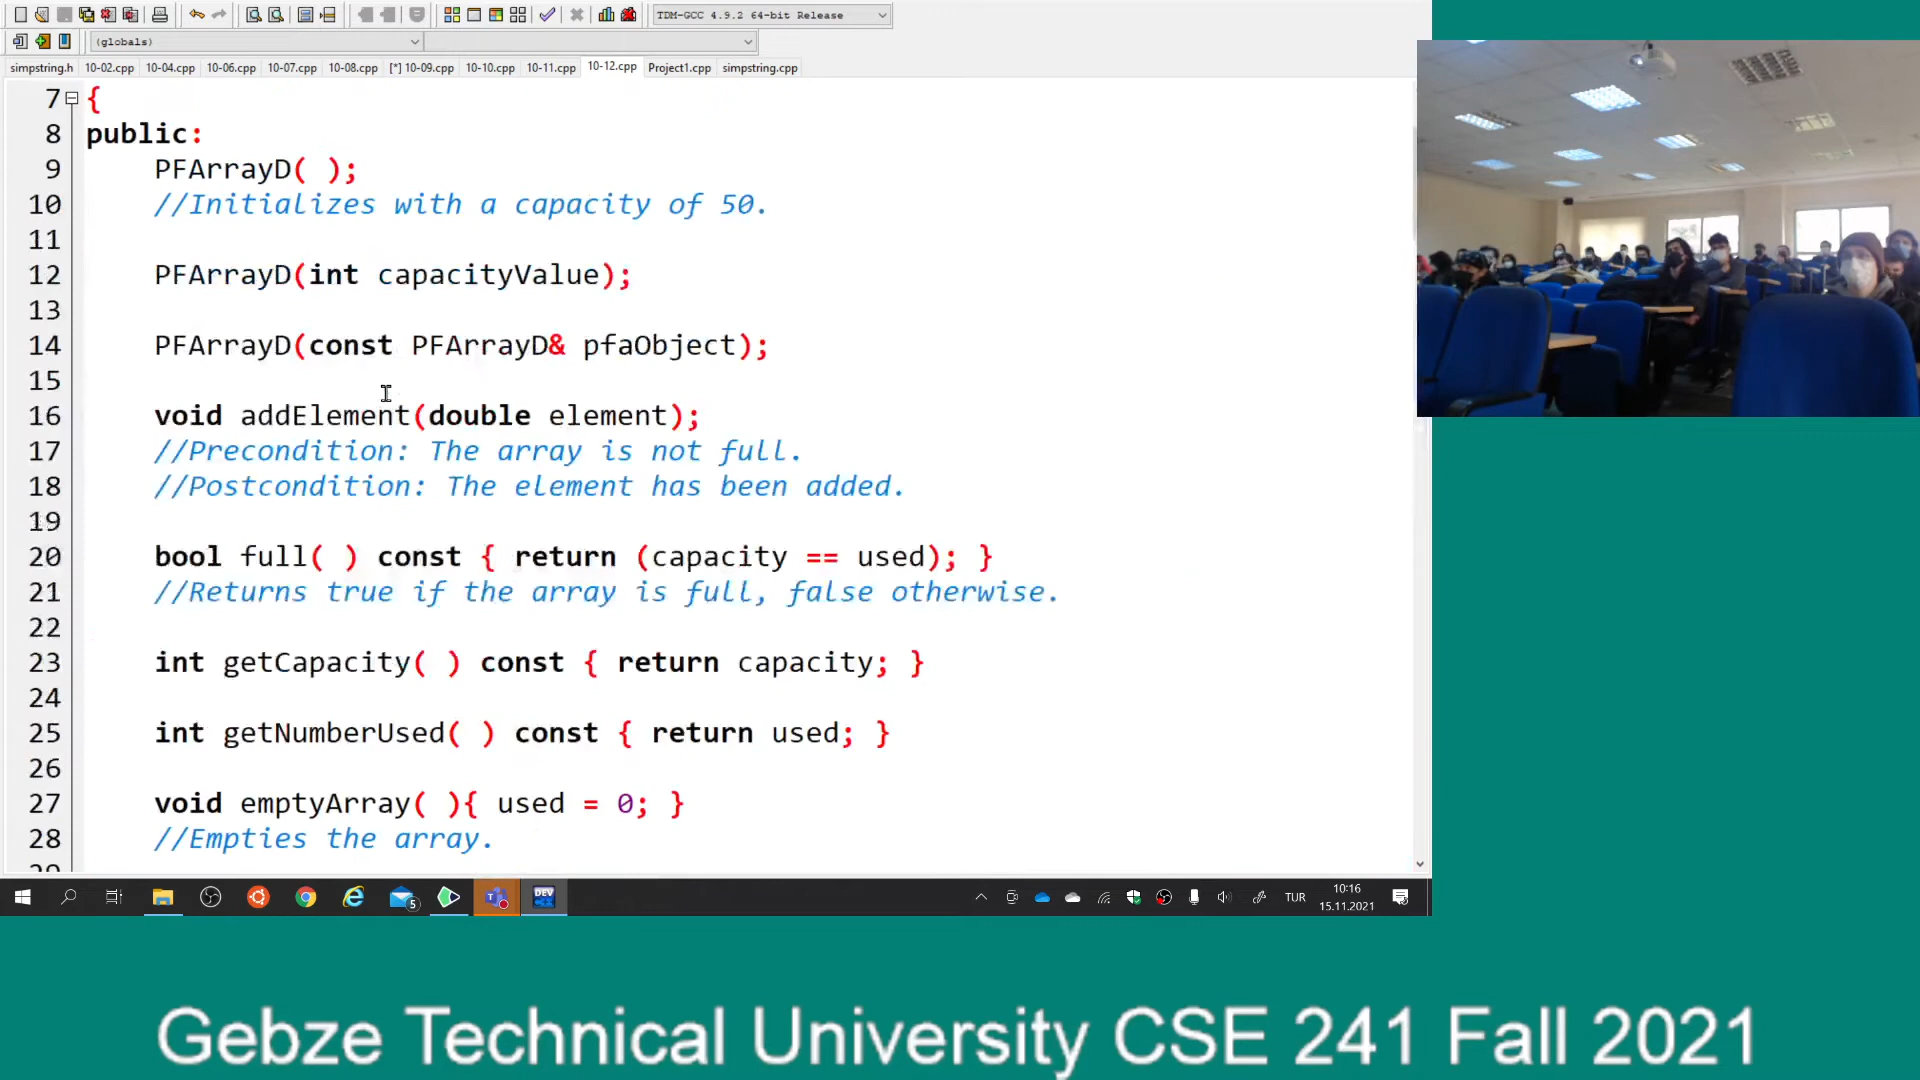 TDM-GCC 4.9.2 64-bit Release
(globals)
simpstring.h 10-02.cpp 10-04.cpp 10-06.cpp 10-07.cpp 10-08.cpp [*] 10-09.cpp 10-10.cpp 10-11.cpp 10-12.cpp Project1.cpp simpstring.cpp
7 {
8 public:
9 PFArrayD( );
10 //Initializes with a capacity of 50.
11
12 PFArrayD(int capacityValue);
13
14 PFArrayD(const PFArrayD& pfaObject);
15
16 void addElement(double element);
17 //Precondition: The array is not full.
18 //Postcondition: The element has been added.
19
20 bool full( ) const { return (capacity == used); }
21 //Returns true if the array is full, false otherwise.
22
23 int getCapacity( ) const { return capacity; }
24
25 int getNumberUsed( ) const { return used; }
26
27 void emptyArray( ){ used = 0; }
28 //Empties the array.
5
DEV
TUR
10:16
15.11.2021
Gebze Technical University CSE 241 Fall 2021